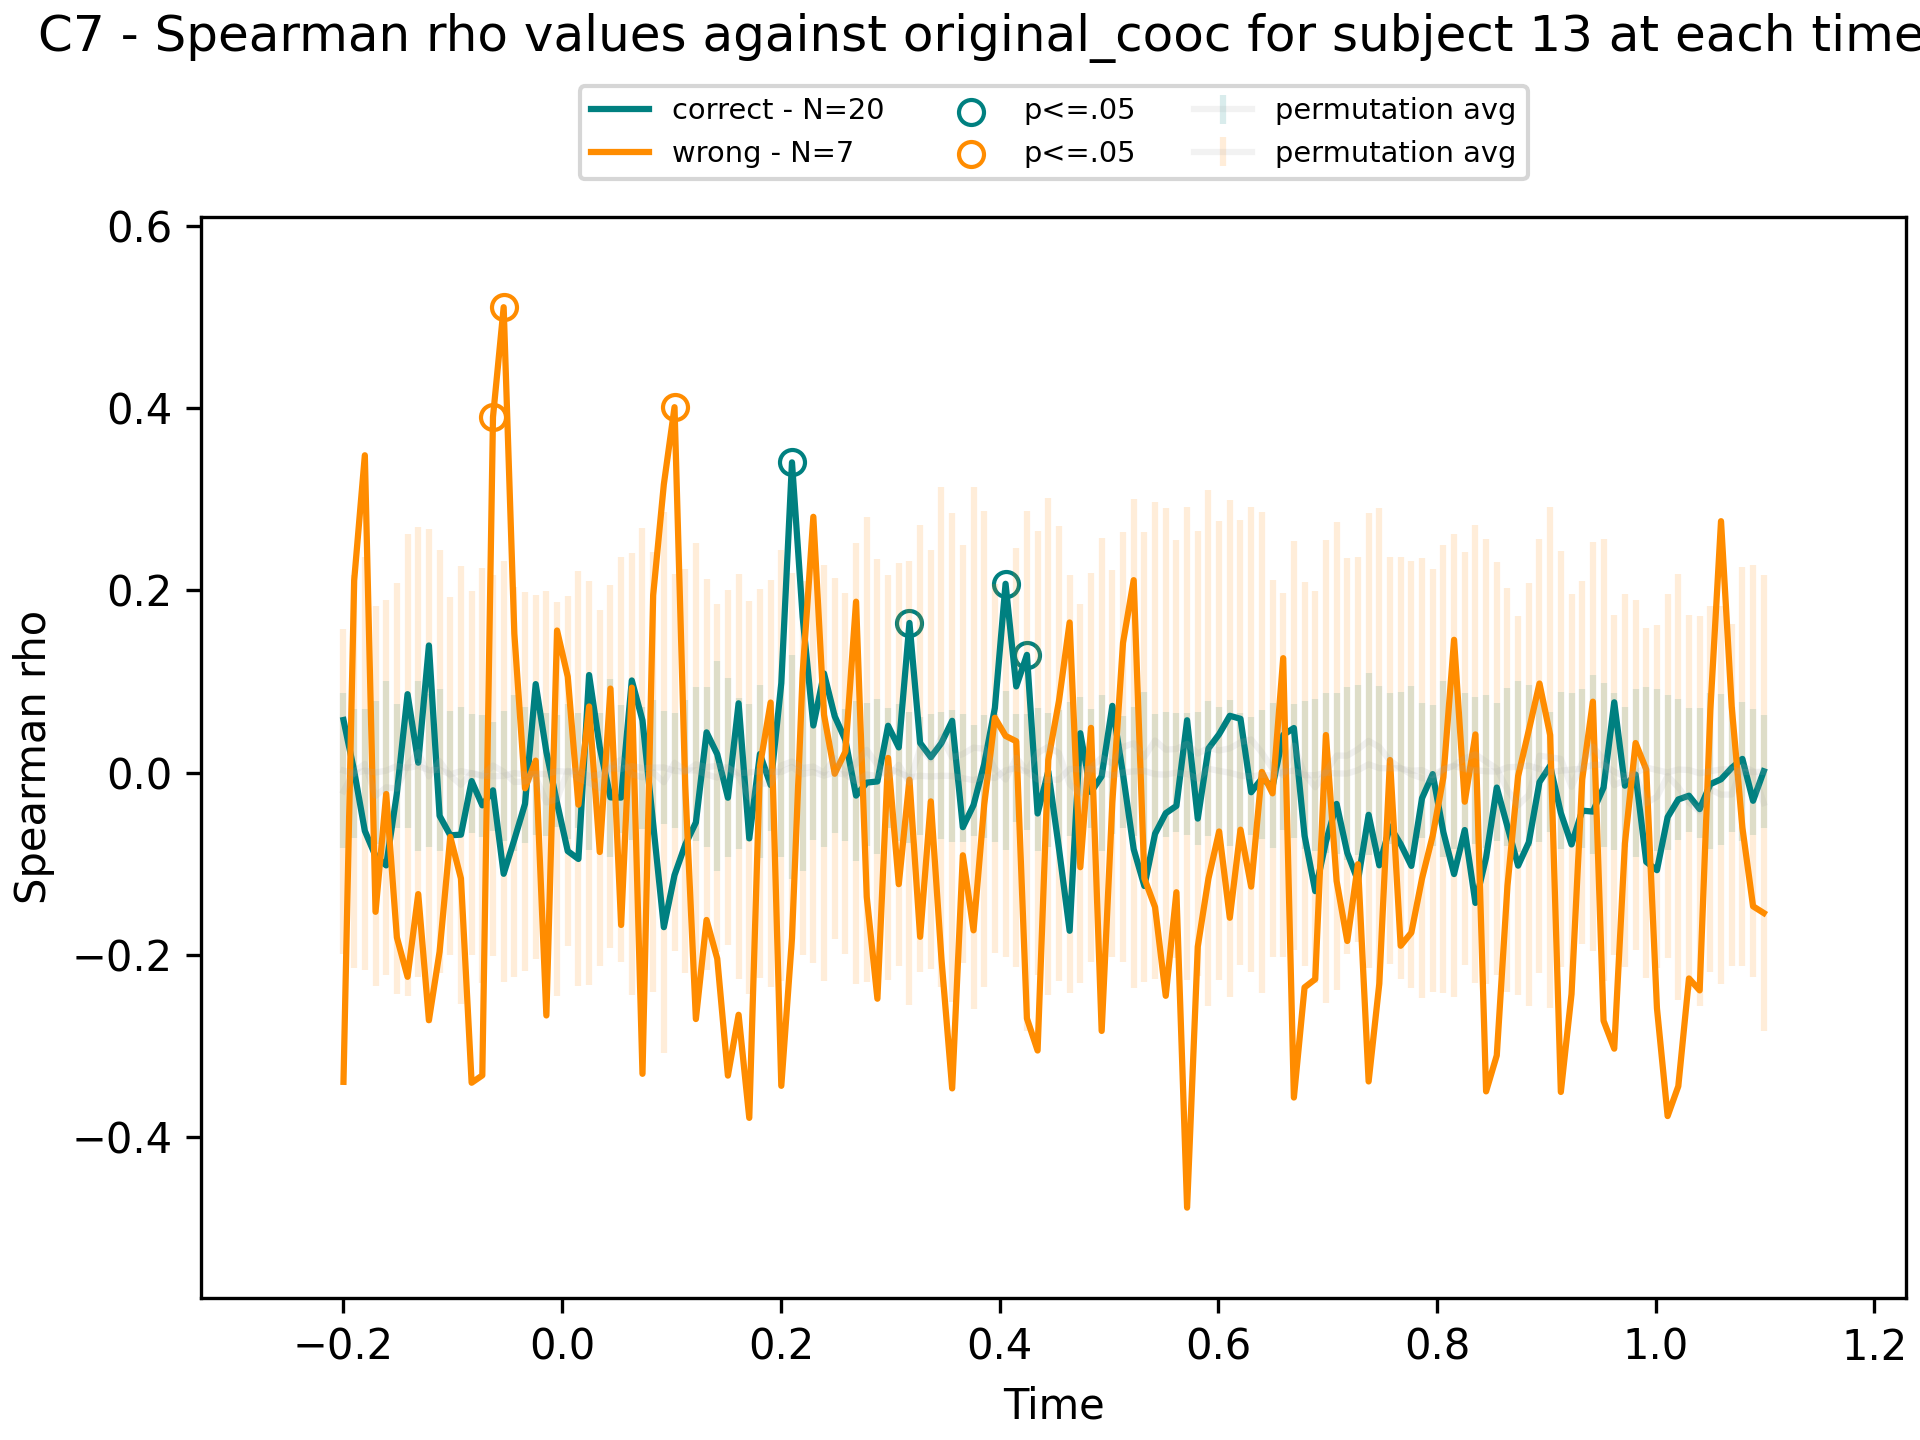 C7 - Spearman rho values against original_cooc for subject 13 at each time
correct - N=20 p<=.05 permutation avg
wrong - N=7 p<=.05 permutation avg
0.6
0.4
0.2
0.0
−0.2
−0.4
Spearman rho
−0.2 0.0 0.2 0.4 0.6 0.8 1.0 1.2
Time